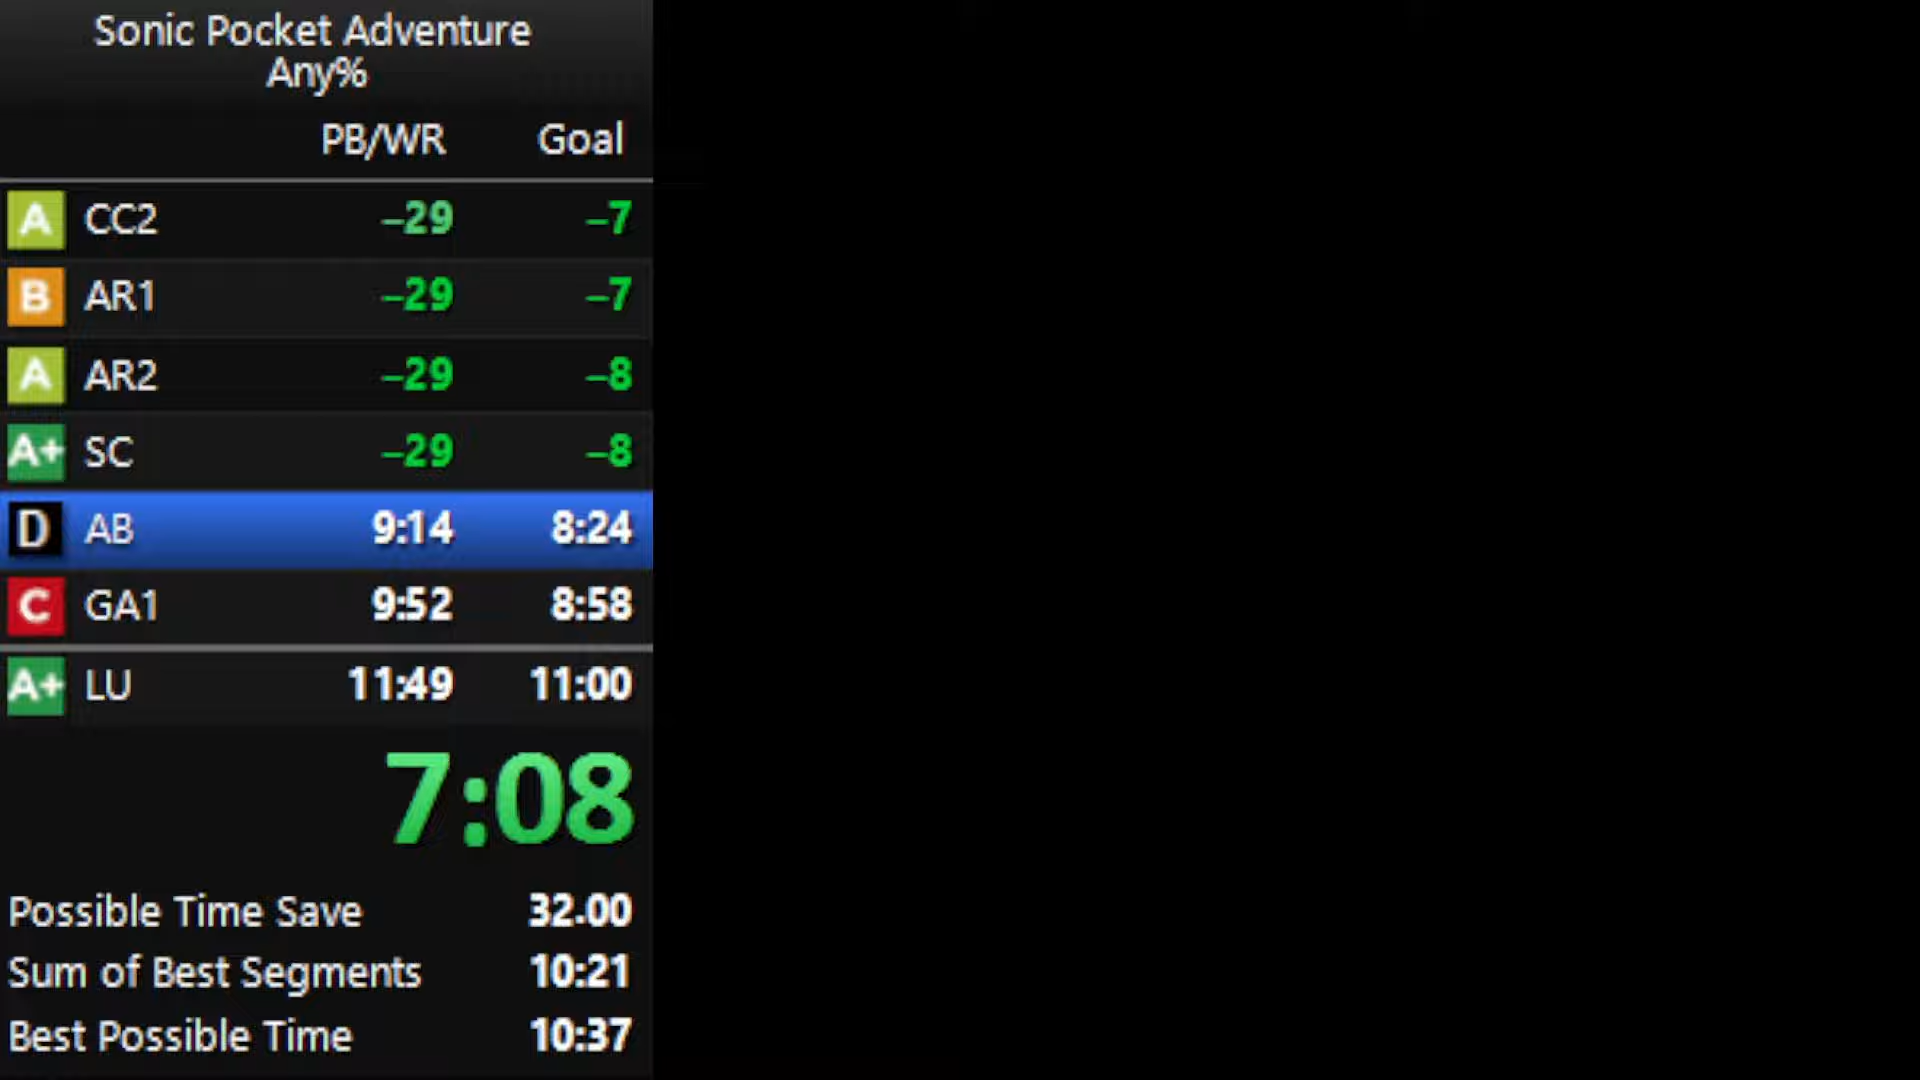 Sonic Pocket Adventure
Any%
PB/WR Goal
A CC2 −29 −7
B AR1 −29 −7
A AR2 −29 −8
A+ SC −29 −8
D AB 9:14 8:24
C GA1 9:52 8:58
A+ LU 11:49 11:00
7:08
Possible Time Save 32.00
Sum of Best Segments 10:21
Best Possible Time 10:37